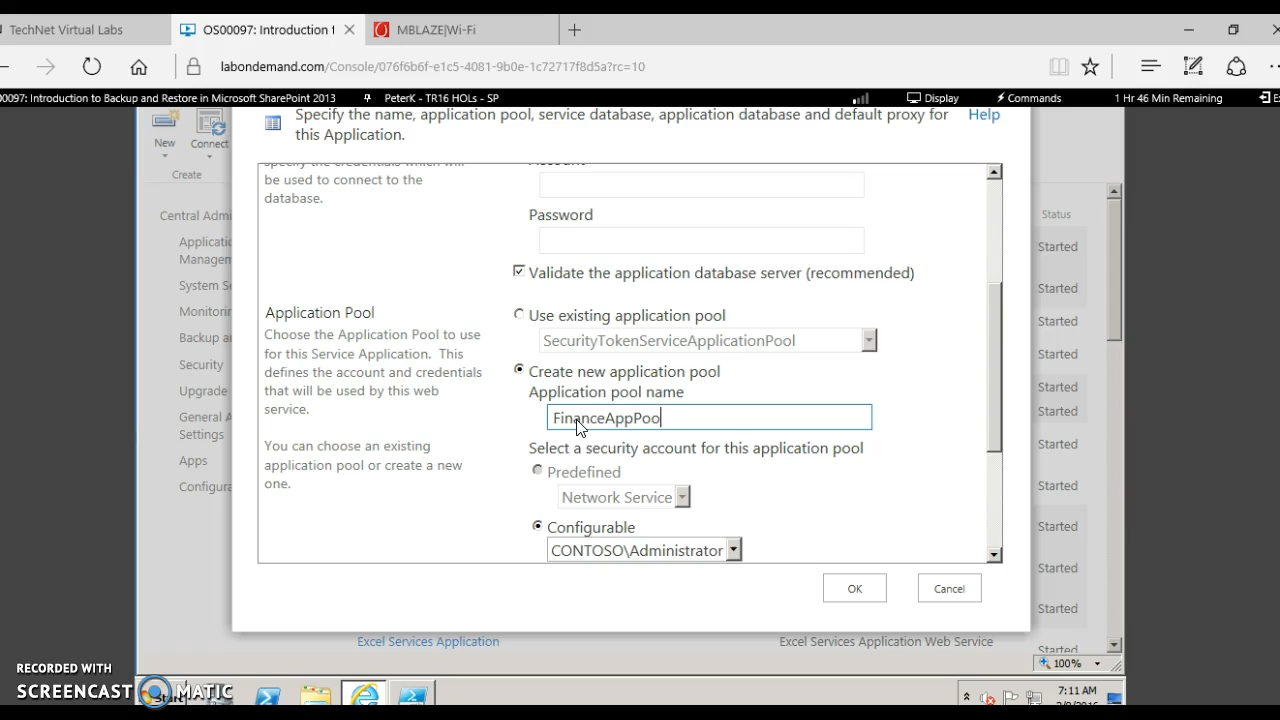 TechNet Virtual Labs
OS00097: Introduction t
MBLAZE|Wi-Fi
labondemand.com/Console/076f6b6f-e1c5-4081-9b0e-1c72717f8d5a?rc=10
0097: Introduction to Backup and Restore in Microsoft SharePoint 2013
PeterK - TR16 HOLs - SP
Display
Commands
1 Hr 46 Min Remaining
New
Connect
Create
Specify the name, application pool, service database, application database and default proxy for
this Application.
Help
Central Admi
Applicatio
Managem
System Se
Monitorin
Backup a
Security
Upgrade
General A
Settings
Apps
Configura
specify the credentials which will
be used to connect to the
database.
Account
Password
Validate the application database server (recommended)
Application Pool
Choose the Application Pool to use
for this Service Application. This
defines the account and credentials
that will be used by this web
service.
You can choose an existing
application pool or create a new
one.
Use existing application pool
SecurityTokenServiceApplicationPool
Create new application pool
Application pool name
FinanceAppPoo
Select a security account for this application pool
Predefined
Network Service
Configurable
CONTOSO\Administrator
OK
Cancel
Status
Started
Started
Started
Started
Started
Started
Started
Started
Started
Started
Started
Started
Excel Services Application
Excel Services Application Web Service
100%
RECORDED WITH
SCREENCAST MATIC
Start
7:11 AM